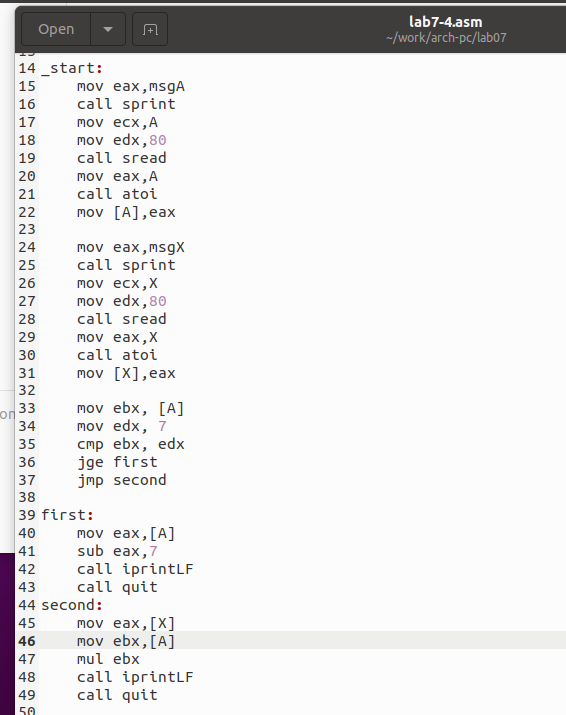 Open
lab7-4.asm
~/work/arch-pc/lab07
14 _start:
15     mov eax,msgA
16     call sprint
17     mov ecx,A
18     mov edx,80
19     call sread
20     mov eax,A
21     call atoi
22     mov [A],eax
23
24     mov eax,msgX
25     call sprint
26     mov ecx,X
27     mov edx,80
28     call sread
29     mov eax,X
30     call atoi
31     mov [X],eax
32
33     mov ebx, [A]
34     mov edx, 7
35     cmp ebx, edx
36     jge first
37     jmp second
38
39 first:
40     mov eax,[A]
41     sub eax,7
42     call iprintLF
43     call quit
44 second:
45     mov eax,[X]
46     mov ebx,[A]
47     mul ebx
48     call iprintLF
49     call quit
50